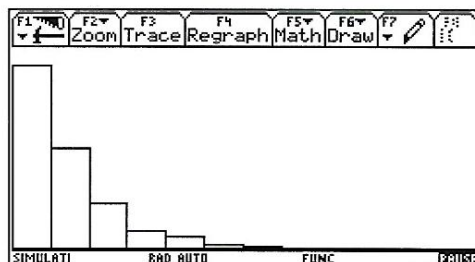 F1 F2 F3 F4 F5 F6 F7
Zoom Trace Regraph Math Draw
SIMULATI RAD AUTO FUNC